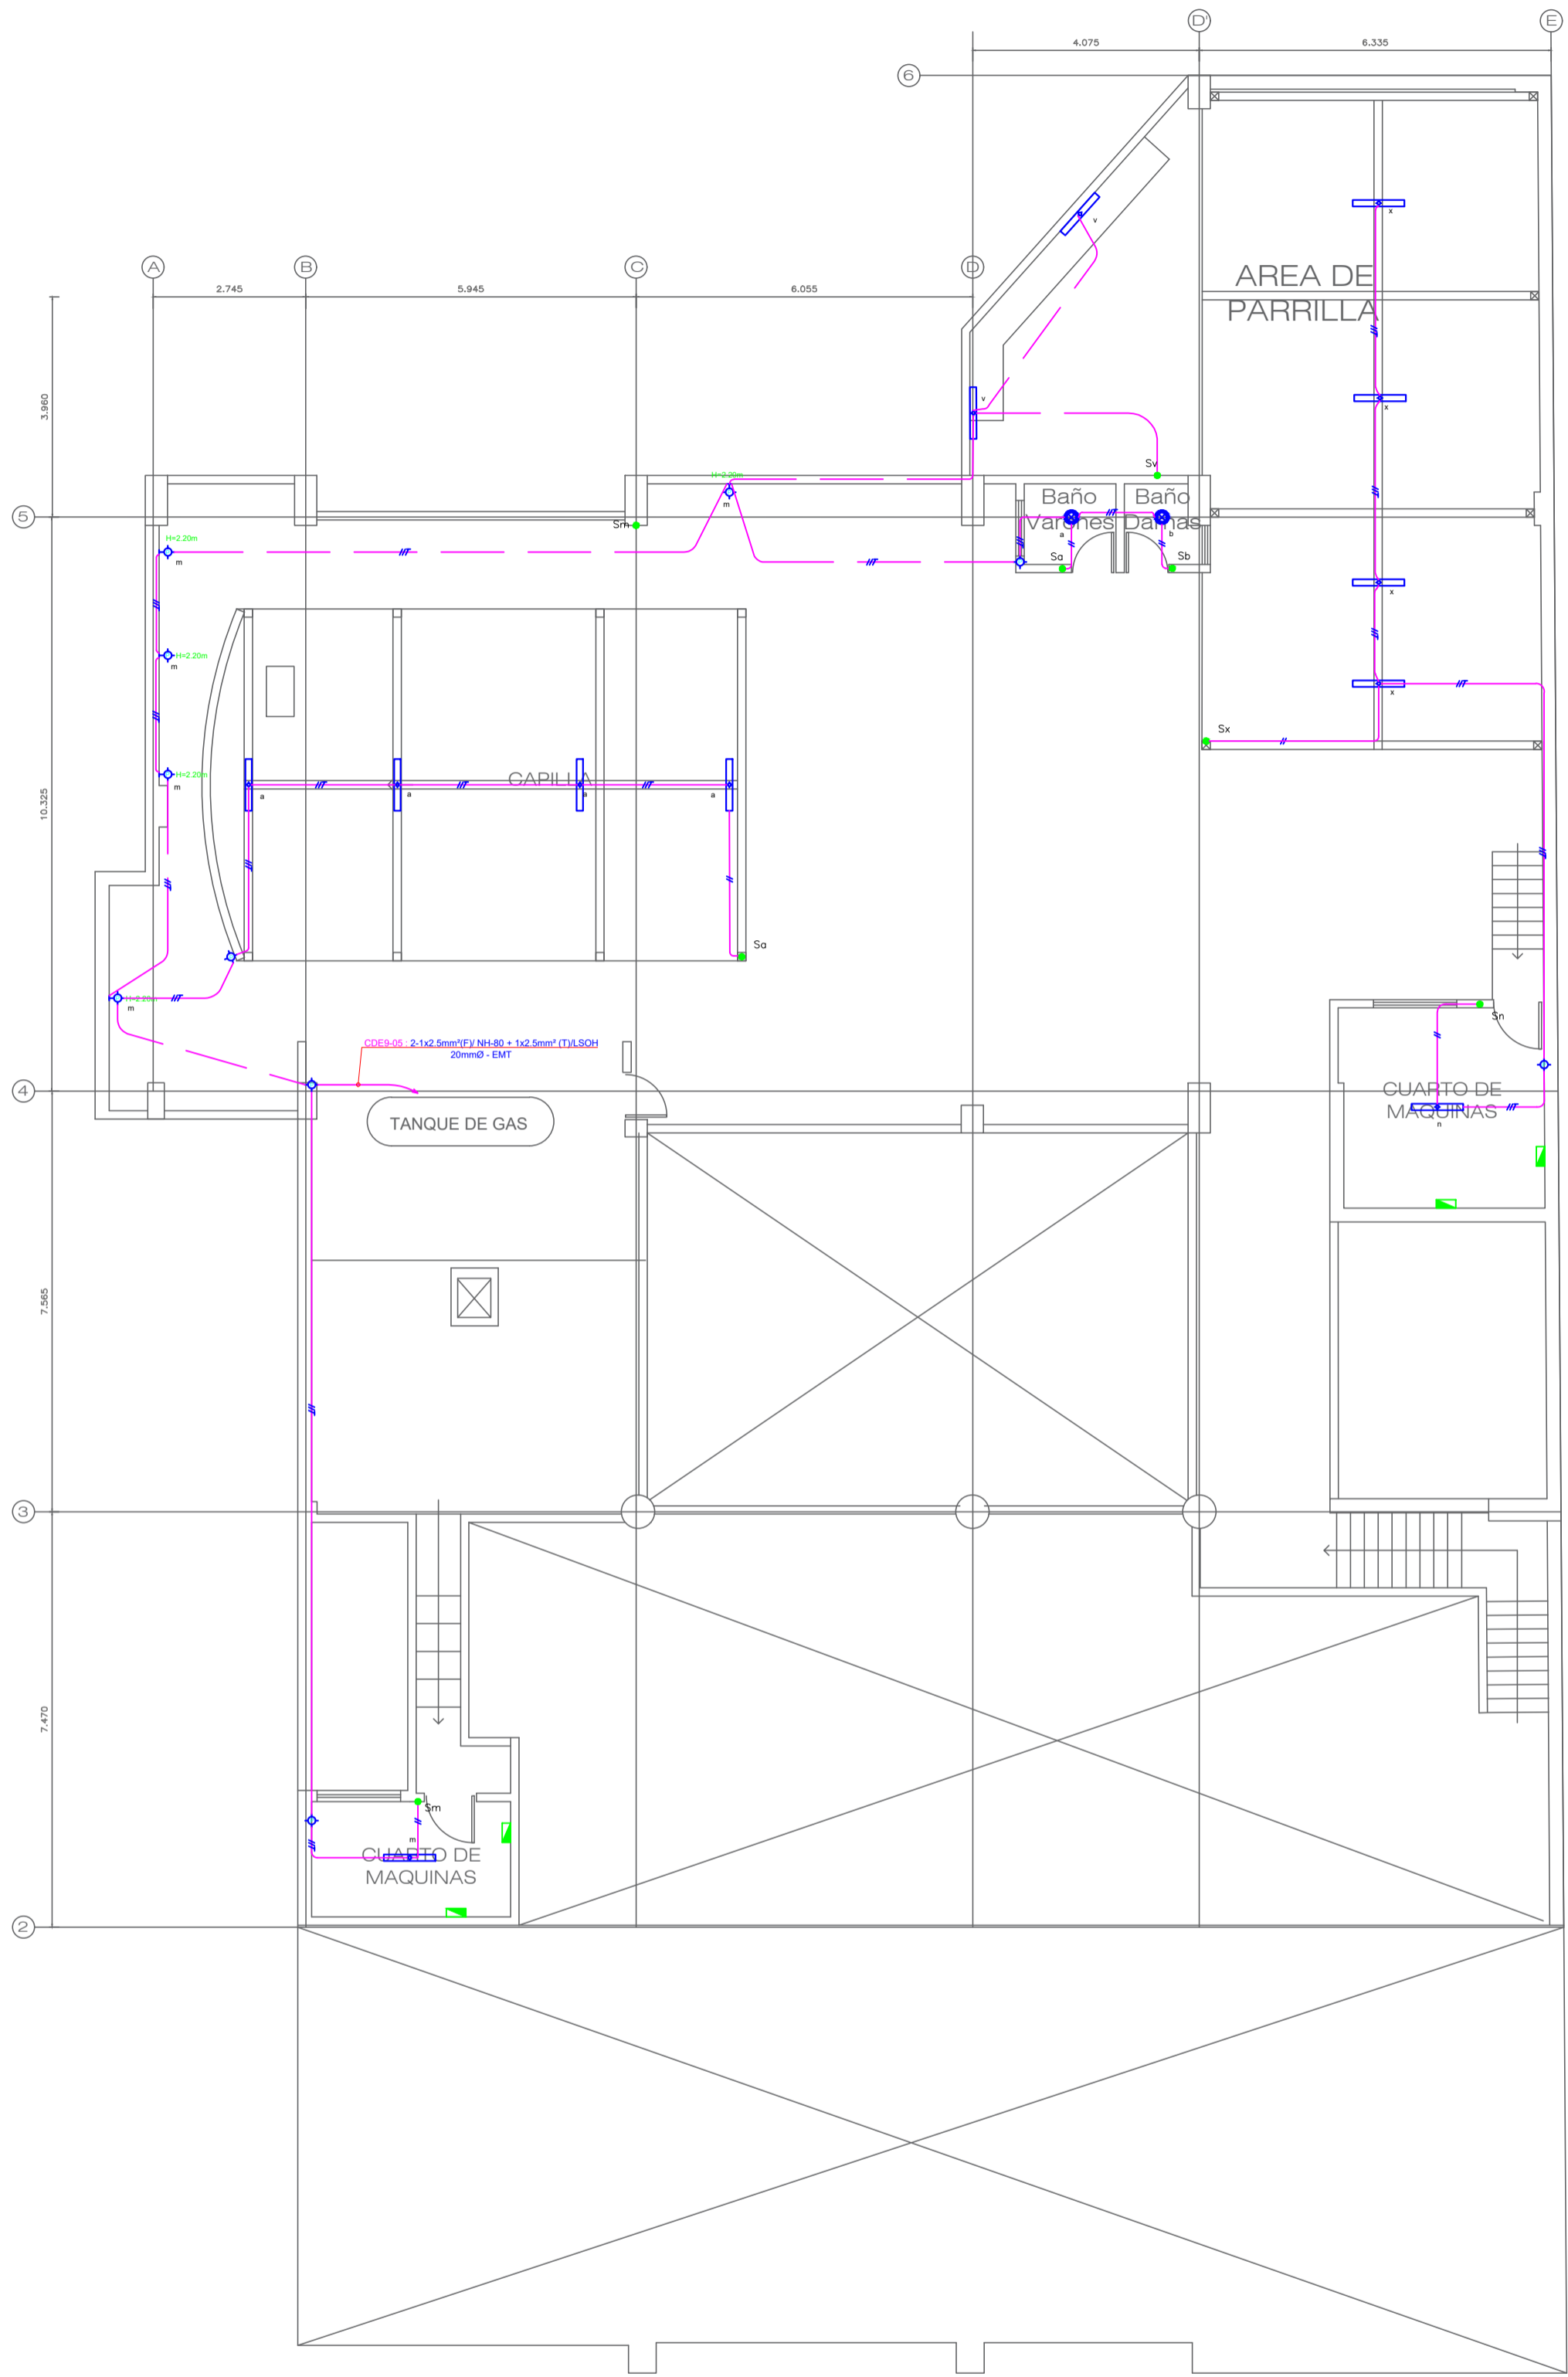 D'
E
4.075
6.335
6
v
x
AREA DE
PARRILLA
A
B
C
D
2.745
5.945
6.055
3.960
v
x
Sv
H=2.20m
m
Baño
Varones
Baño
Damas
5
Sm
a
b
Sa
Sb
H=2.20m
m
x
H=2.20m
m
x
Sx
H=2.20m
m
CAPILLA
a
a
a
a
10.325
Sa
H=2.20m
m
Sn
CDE9-05 : 2-1x2.5mm²(F)/ NH-80 + 1x2.5mm² (T)/LSOH
20mmØ - EMT
4
CUARTO DE
MAQUINAS
n
TANQUE DE GAS
7.565
3
7.470
Sm
m
CUARTO DE
MAQUINAS
2